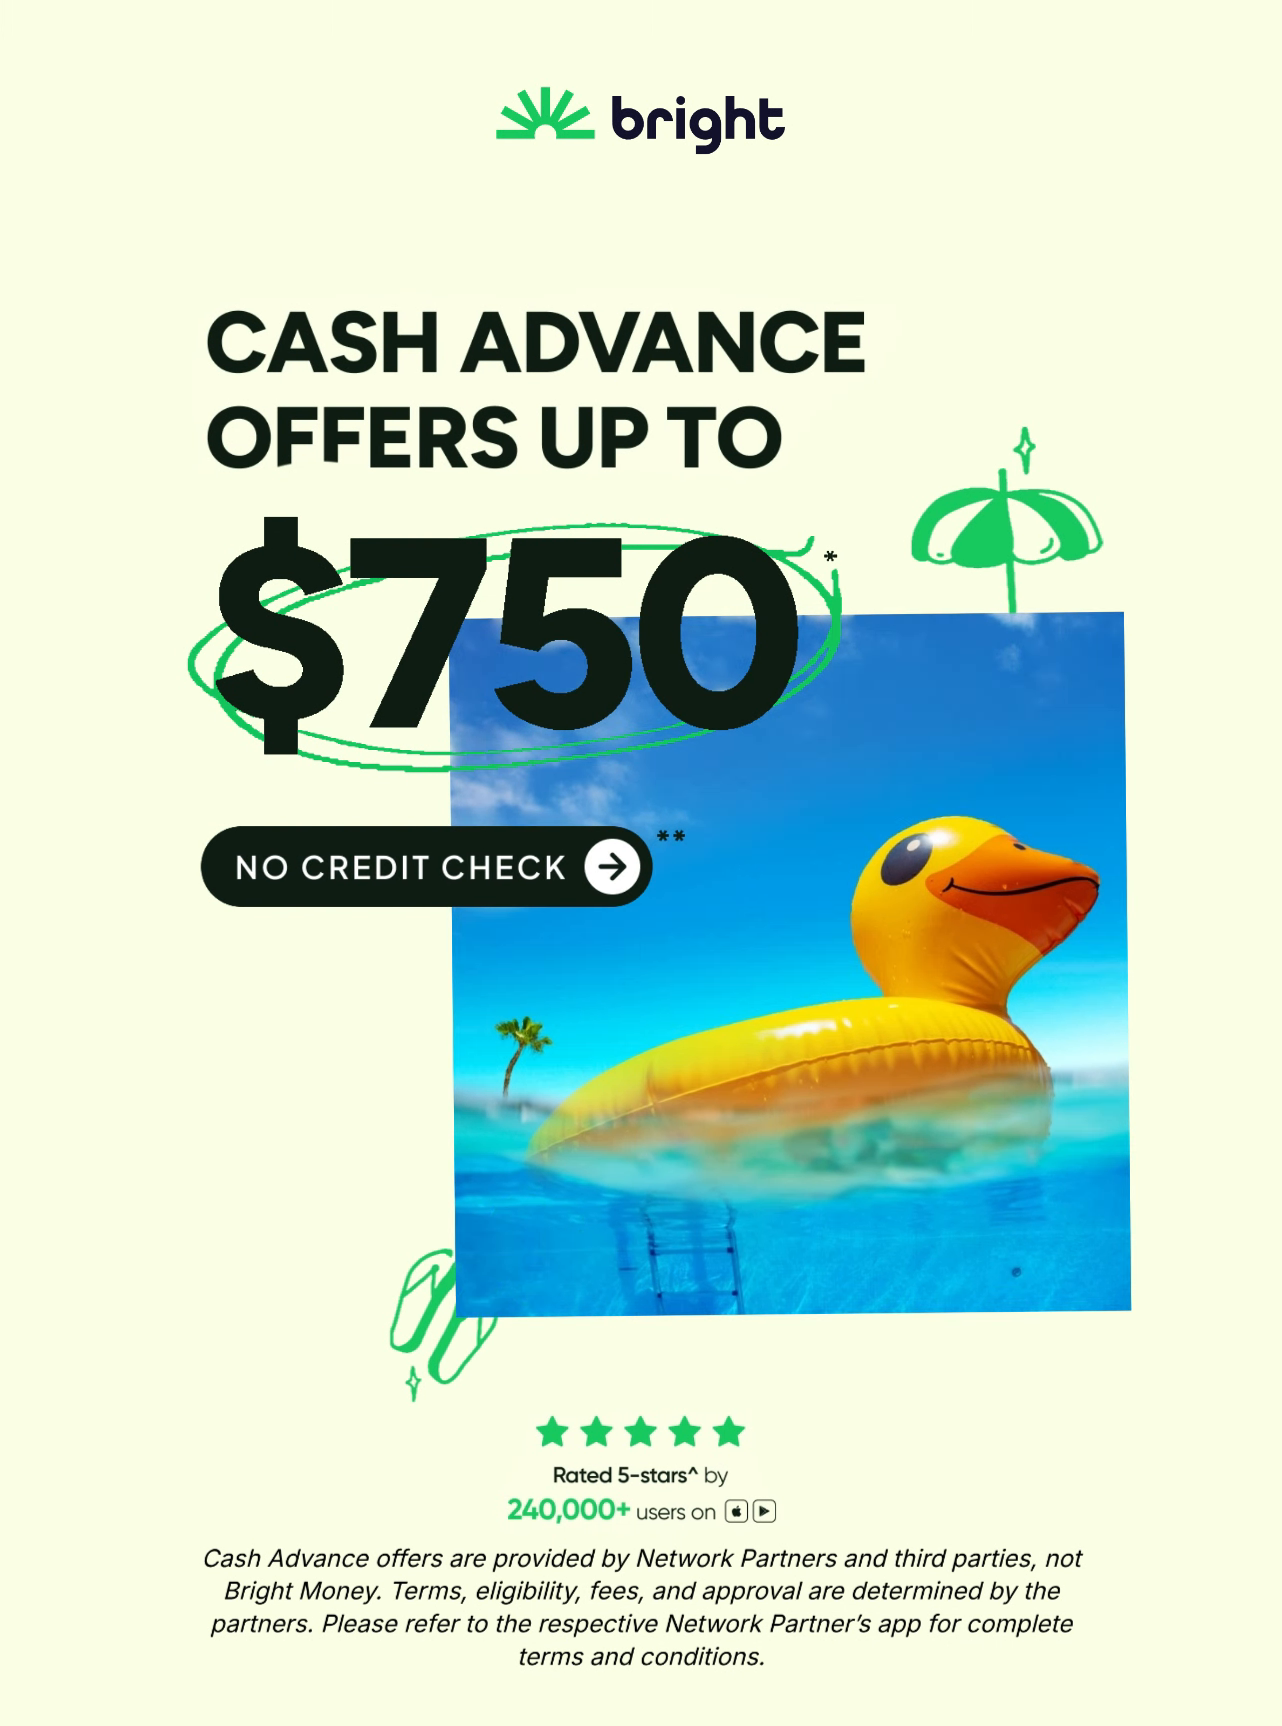 bright
CASH ADVANCE
OFFERS UP TO
$750*
NO CREDIT CHECK**
Rated 5-stars^ by
240,000+ users on
Cash Advance offers are provided by Network Partners and third parties, not
Bright Money. Terms, eligibility, fees, and approval are determined by the
partners. Please refer to the respective Network Partner’s app for complete
terms and conditions.